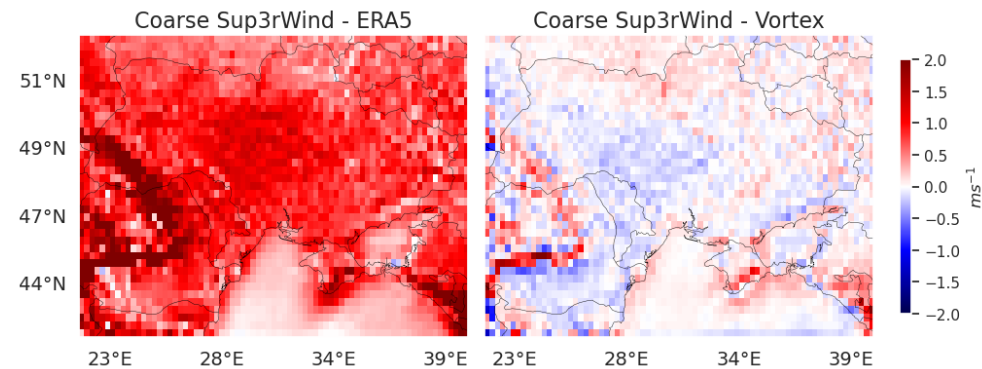 Coarse Sup3rWind - ERA5
Coarse Sup3rWind - Vortex
51°N
49°N
47°N
44°N
23°E
28°E
34°E
39°E
23°E
28°E
34°E
39°E
2.0
1.5
1.0
0.5
0.0
−0.5
−1.0
−1.5
−2.0
ms⁻¹